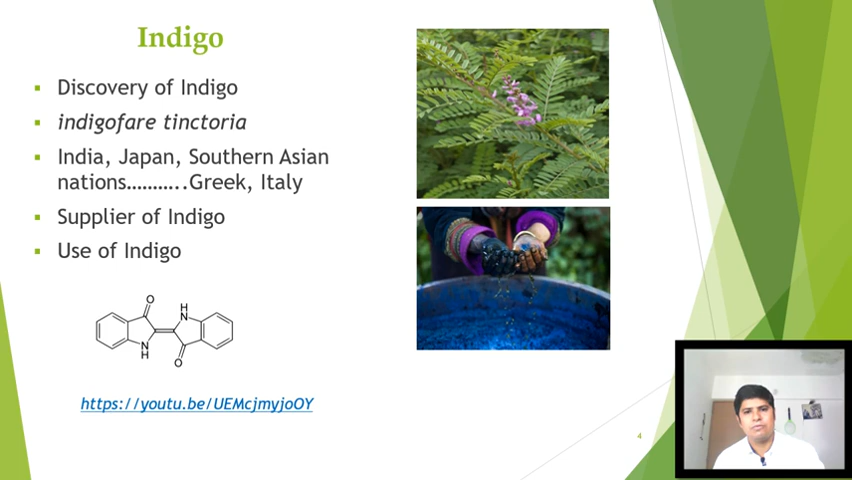 Indigo
Discovery of Indigo
indigofare tinctoria
India, Japan, Southern Asian
nations………..Greek, Italy
Supplier of Indigo
Use of Indigo
O
H
N
N
H
O
https://youtu.be/UEMcjmyjoOY
4